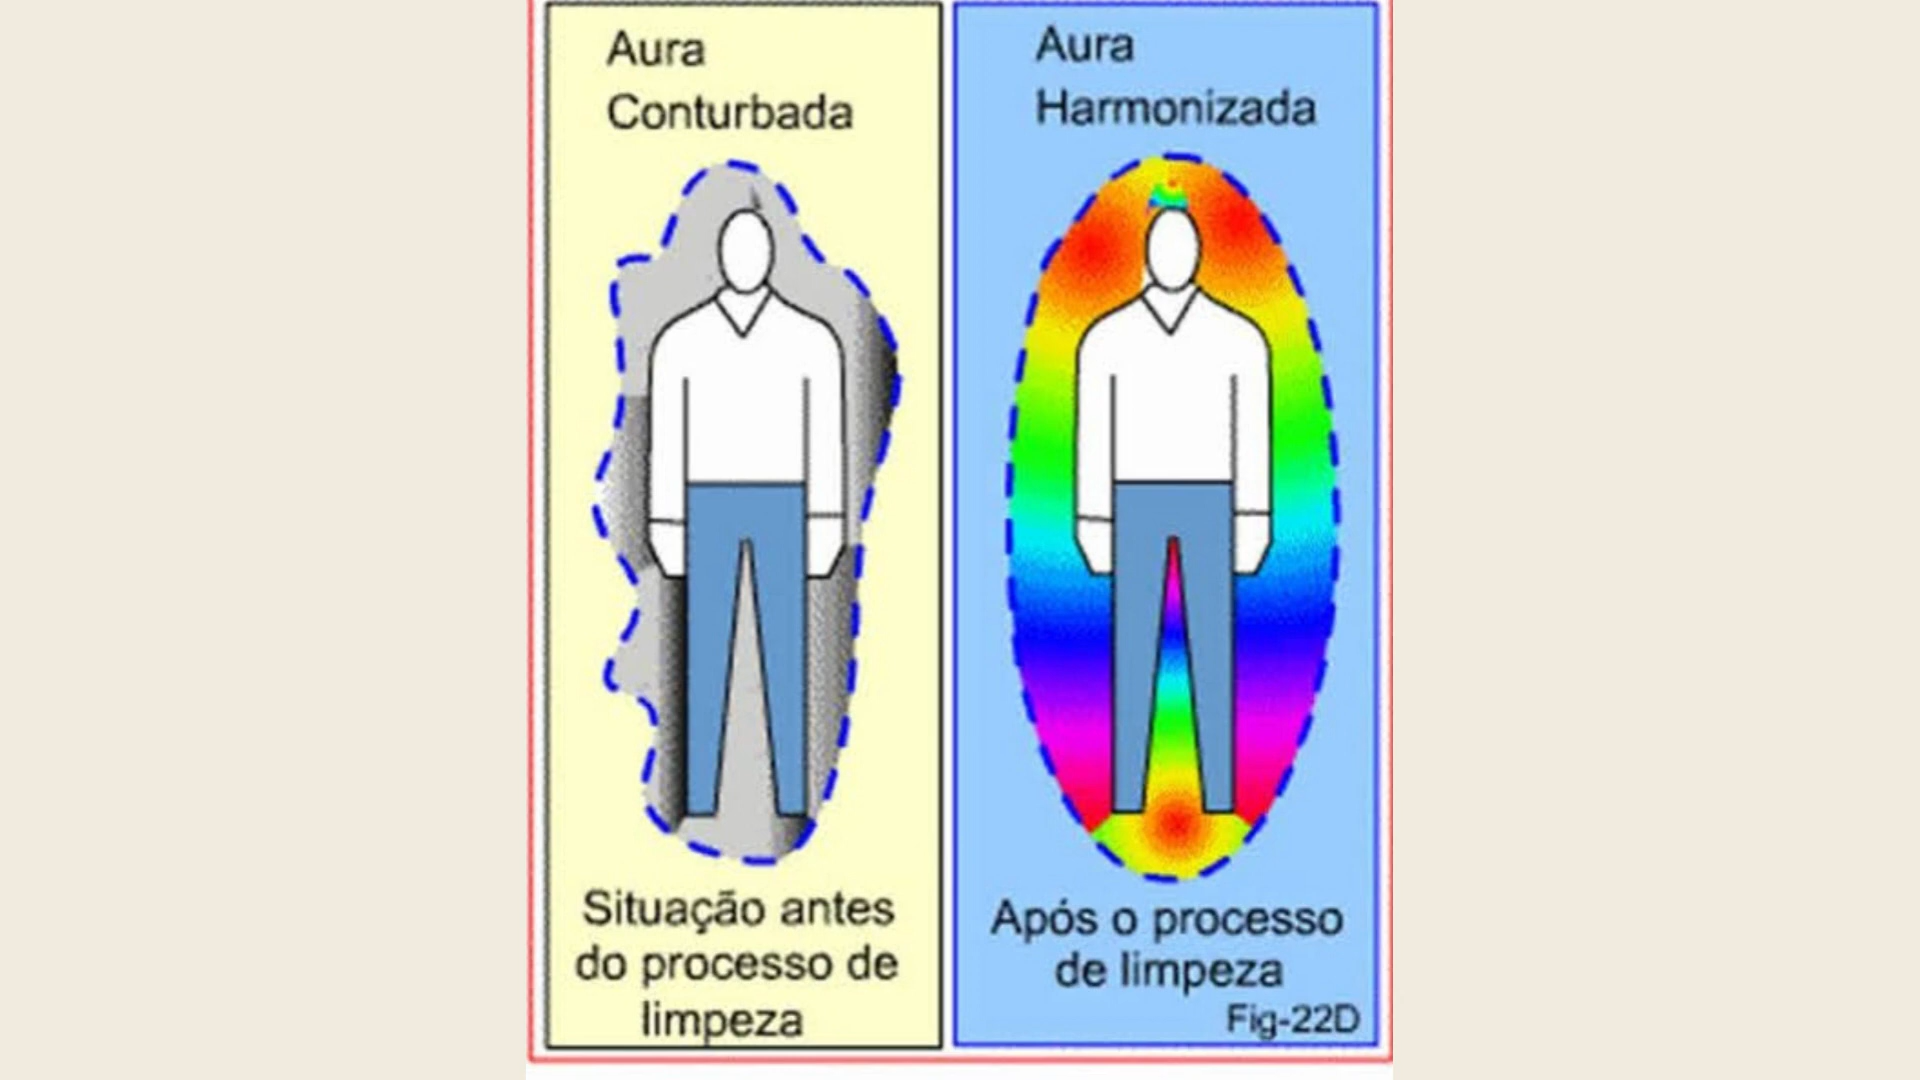 Aura
Conturbada
Situação antes
do processo de
limpeza
Aura
Harmonizada
Após o processo
de limpeza
Fig-22D